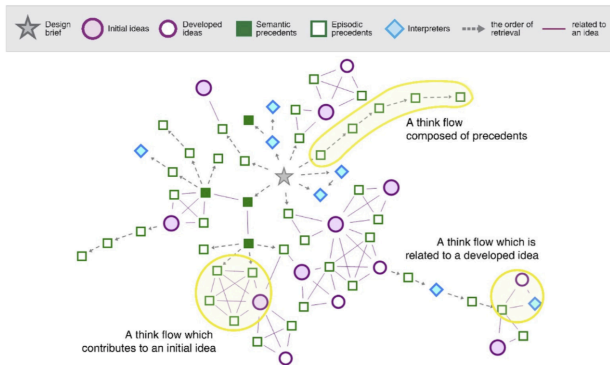 Design
brief
Initial ideas
Developed
ideas
Semantic
precedents
Episodic
precedents
Interpreters
the order of
retrieval
related to
an idea
A think flow
composed of precedents
A think flow which is
related to a developed idea
A think flow which
contributes to an initial idea